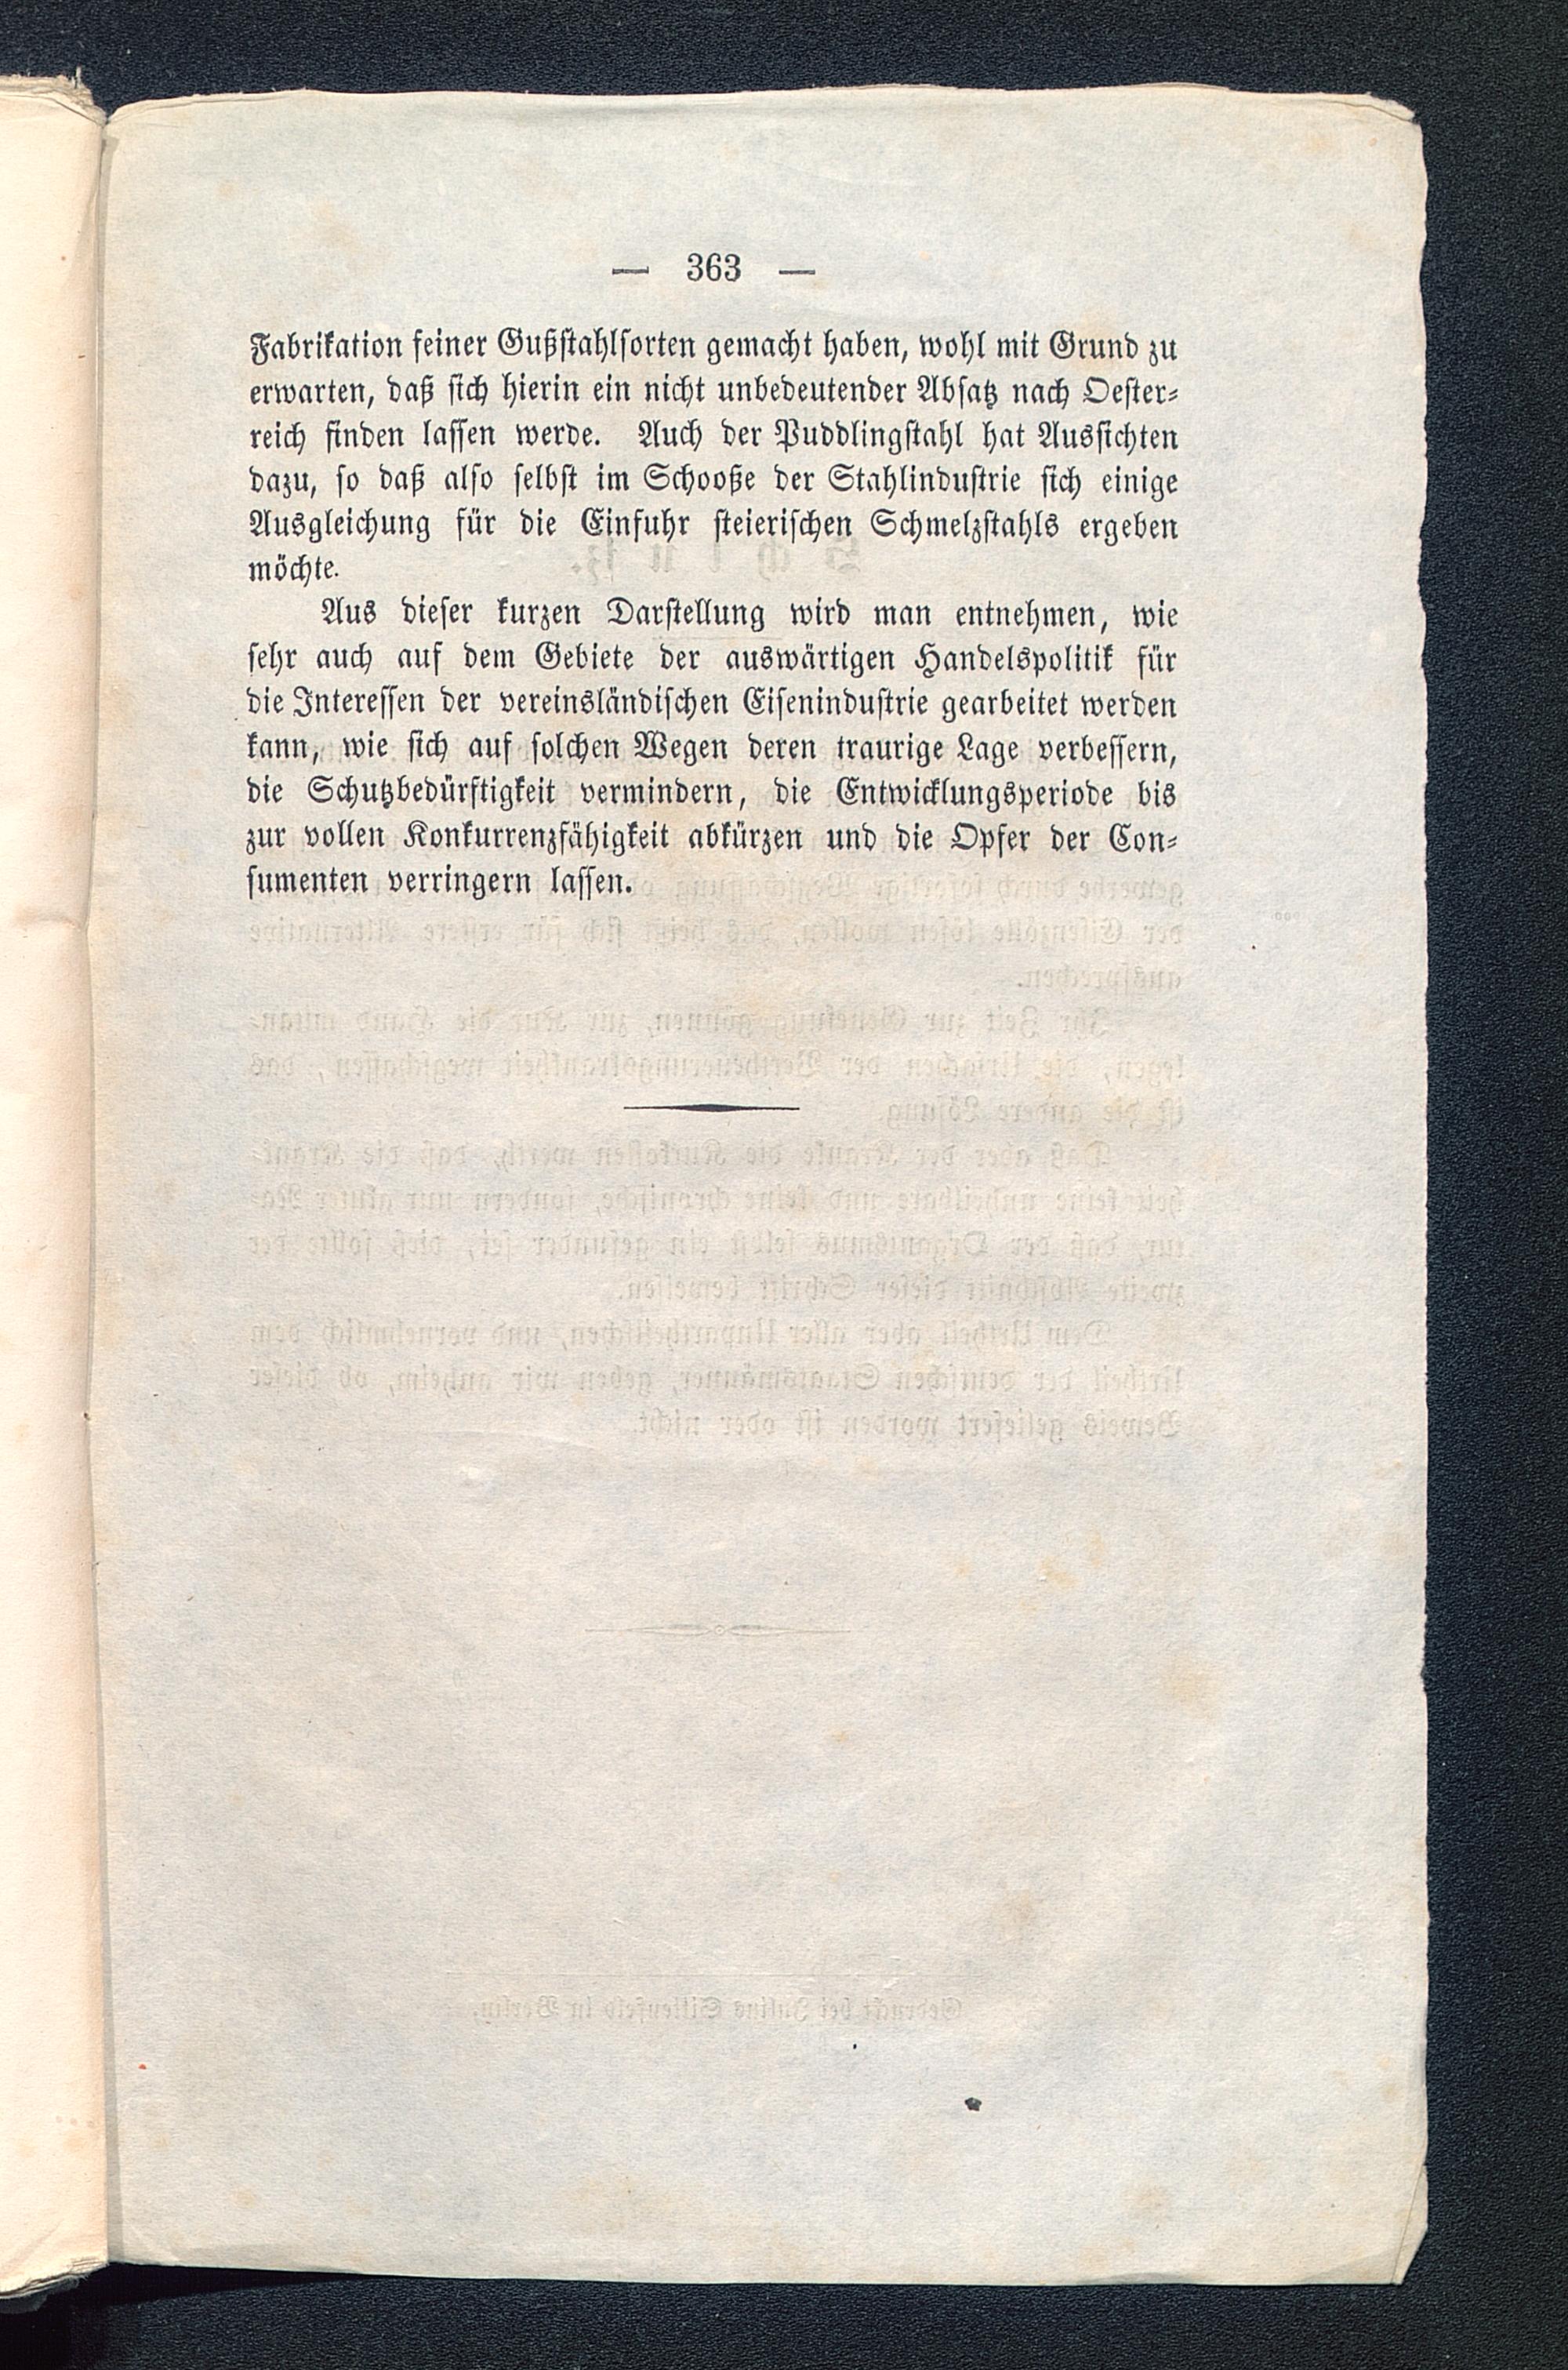 — 363 —
Fabrikation feiner Gußstahlsorten gemacht haben, wohl mit Grund zu
erwarten, daß sich hierin ein nicht unbedeutender Absatz nach Oester-
reich finden lassen werde. Auch der Puddlingstahl hat Aussichten
dazu, so daß also selbst im Schooße der Stahlindustrie sich einige
Ausgleichung für die Einfuhr steierischen Schmelzstahls ergeben
möchte.
Aus dieser kurzen Darstellung wird man entnehmen, wie
sehr auch auf dem Gebiete der auswärtigen Handelspolitik für
die Interessen der vereinsländischen Eisenindustrie gearbeitet werden
kann, wie sich auf solchen Wegen deren traurige Lage verbessern,
die Schutzbedürftigkeit vermindern, die Entwicklungsperiode bis
zur vollen Konkurrenzfähigkeit abkürzen und die Opfer der Con-
sumenten verringern lassen.